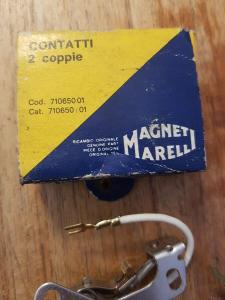 CONTATTI
2 coppie
Cod. 71065001
Cat. 710650/01
RICAMBIO ORIGINALE
GENUINE PART
PIECE D'ORIGINE
ORIGINAL TEIL
MAGNETI
MARELLI